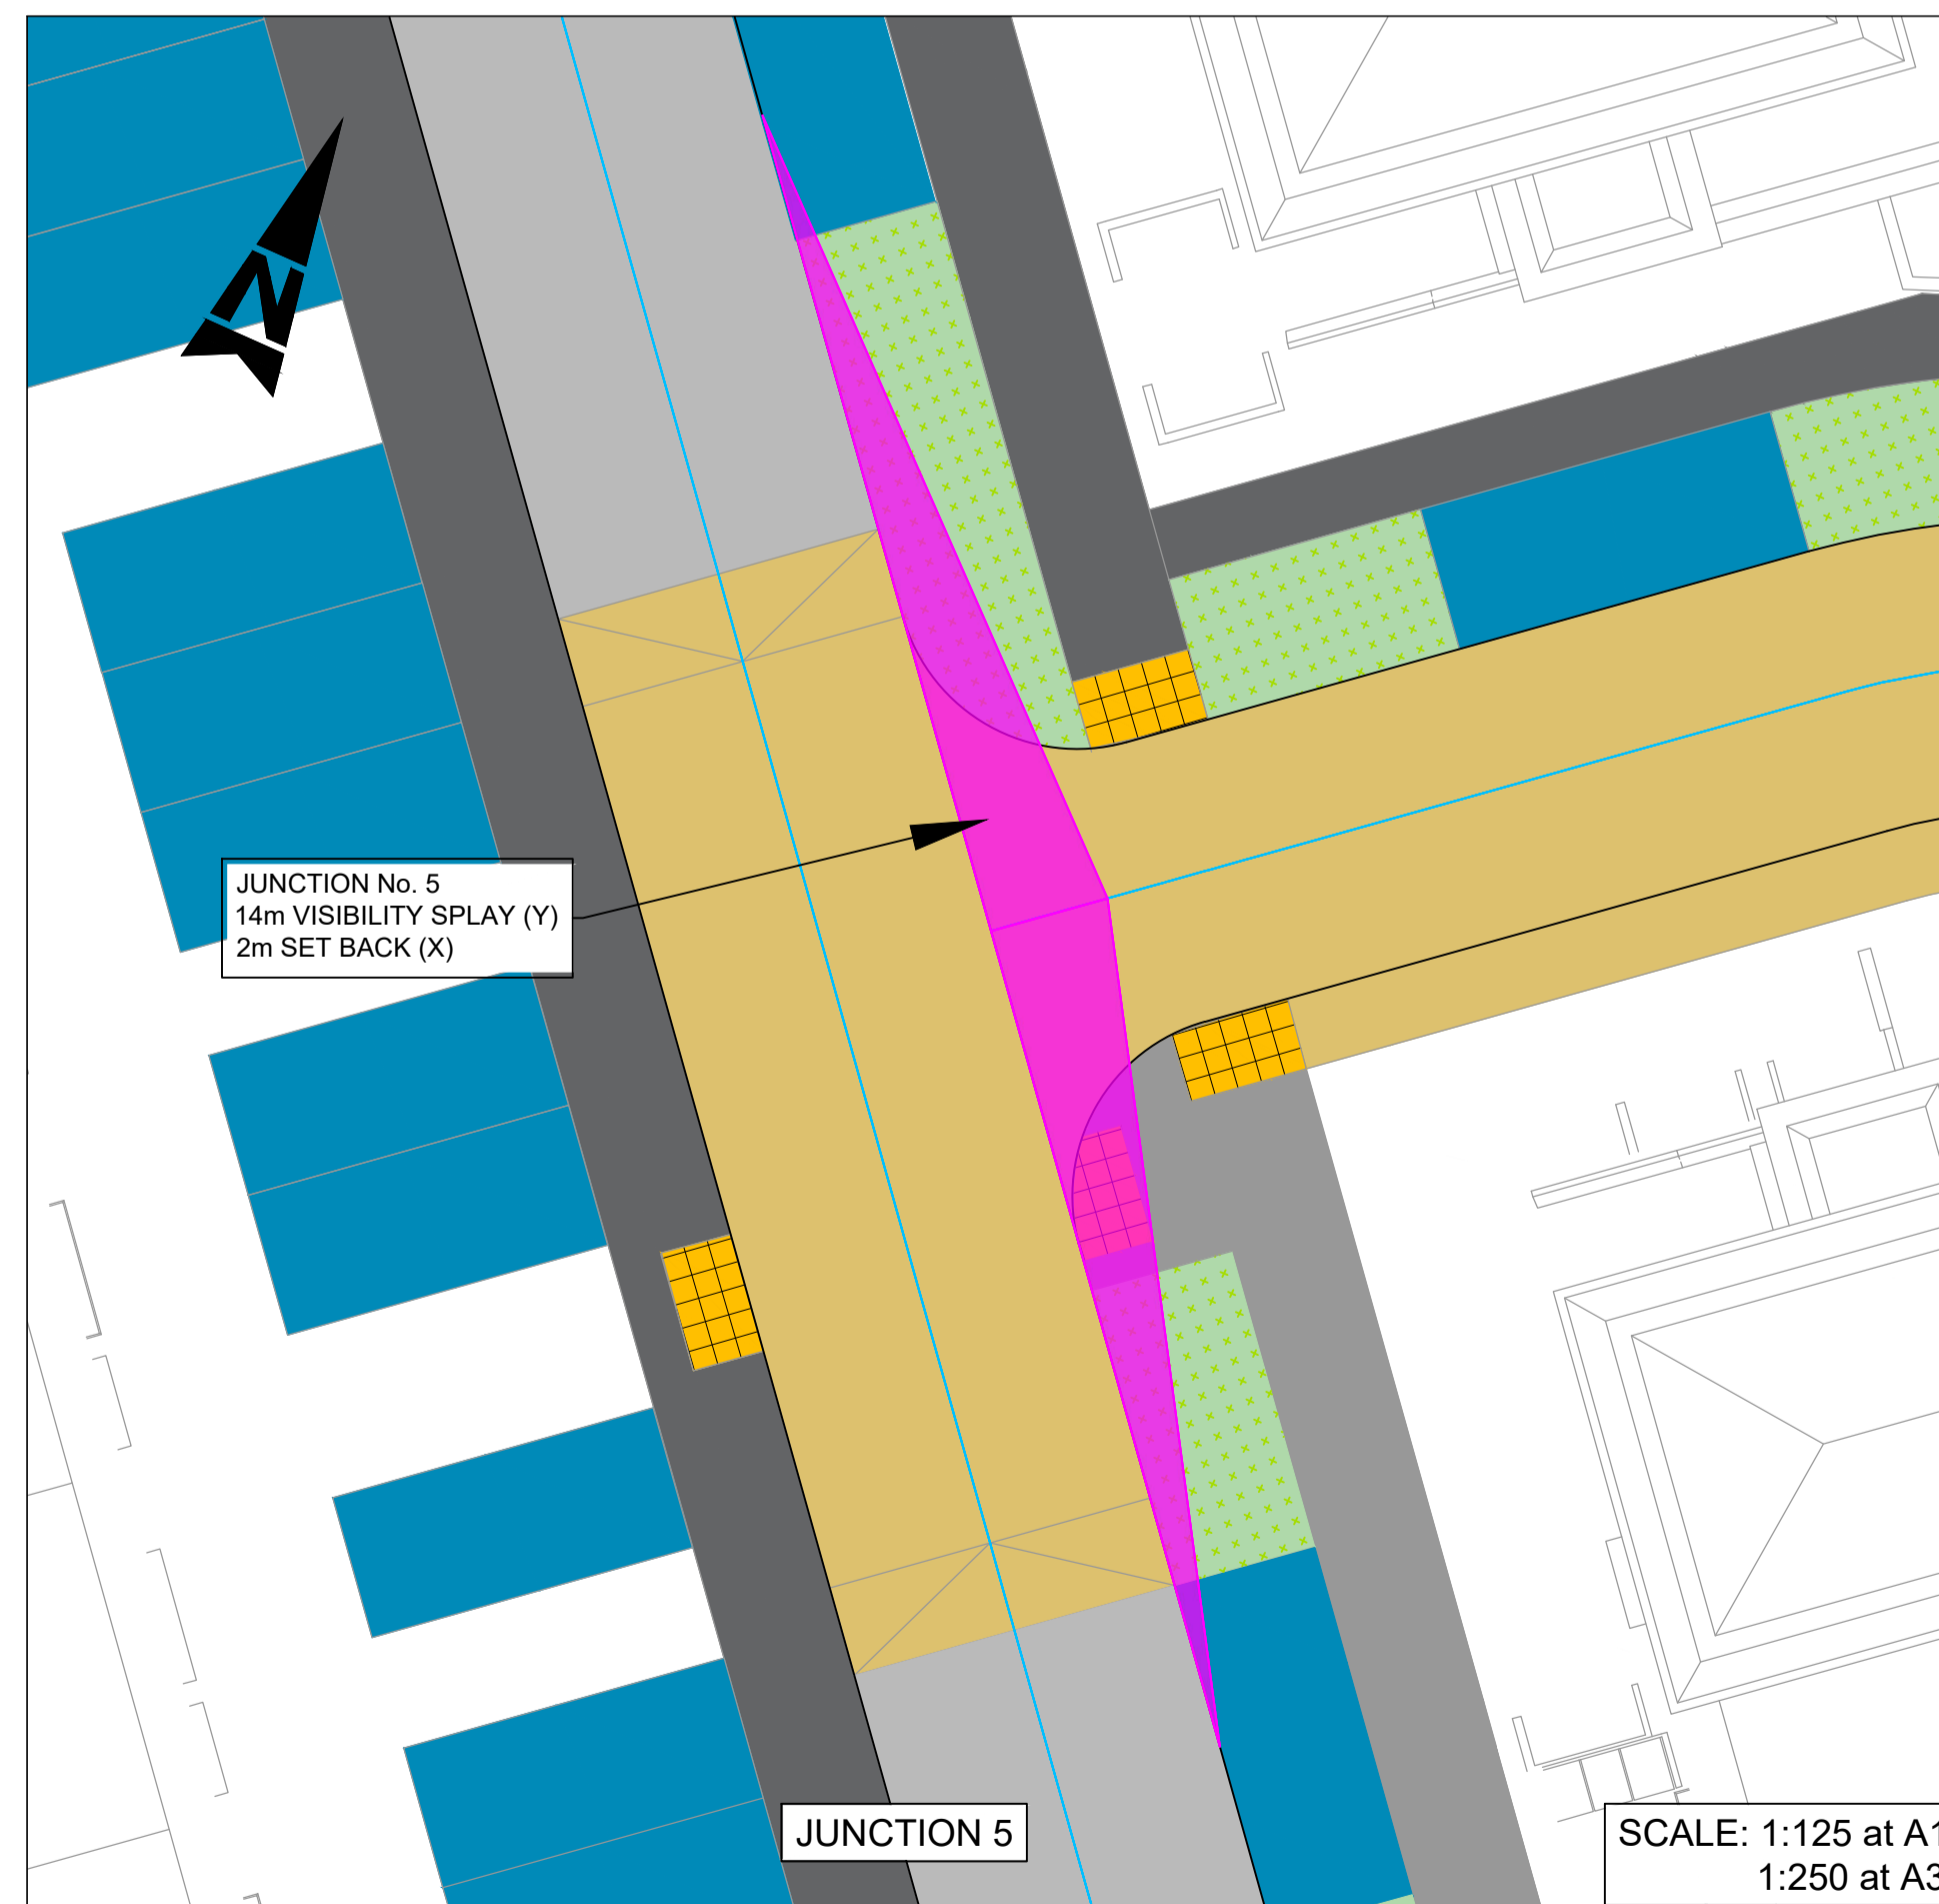 N
JUNCTION No. 5
14m VISIBILITY SPLAY (Y)
2m SET BACK (X)
JUNCTION 5
SCALE: 1:125 at A1
1:250 at A3